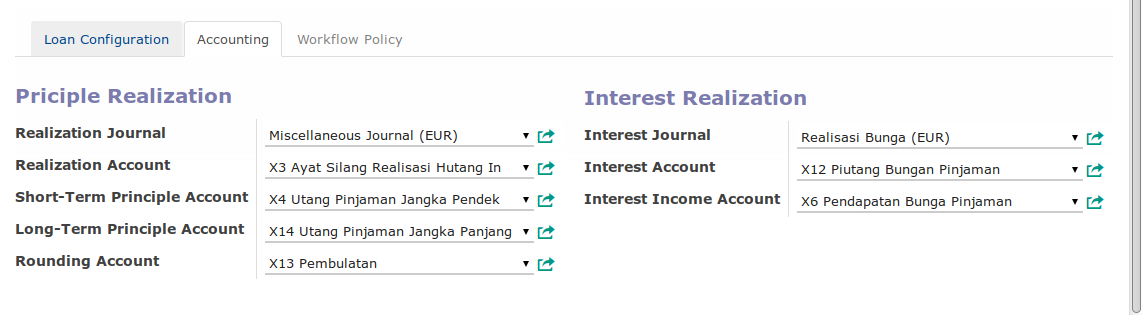 Loan Configuration Accounting Workflow Policy
Priciple Realization
Realization Journal Miscellaneous Journal (EUR)
Realization Account X3 Ayat Silang Realisasi Hutang In
Short-Term Principle Account X4 Utang Pinjaman Jangka Pendek
Long-Term Principle Account X14 Utang Pinjaman Jangka Panjang
Rounding Account X13 Pembulatan
Interest Realization
Interest Journal Realisasi Bunga (EUR)
Interest Account X12 Piutang Bungan Pinjaman
Interest Income Account X6 Pendapatan Bunga Pinjaman